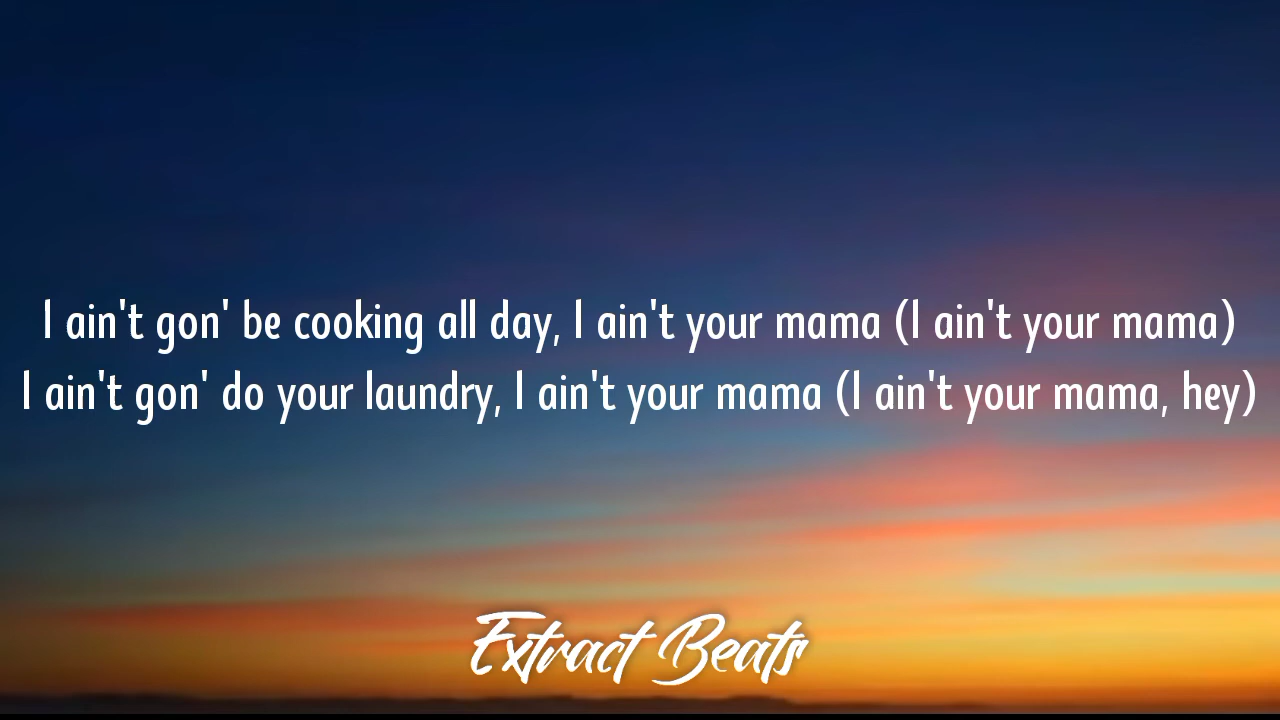 I ain't gon' be cooking all day, I ain't your mama (I ain't your mama)
I ain't gon' do your laundry, I ain't your mama (I ain't your mama, hey)
Extract Beats